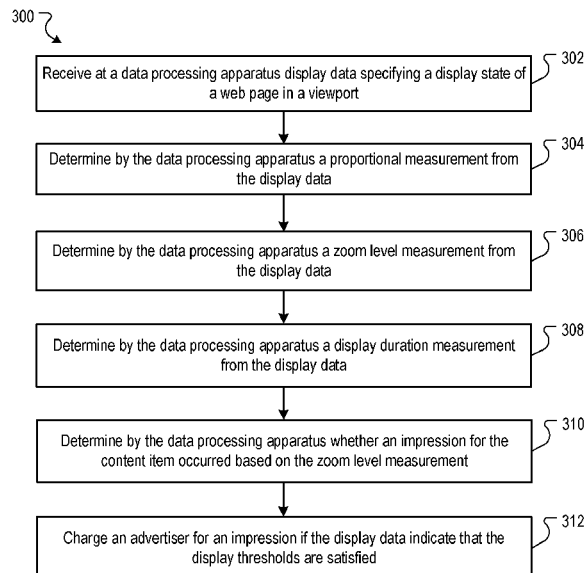 300
302
Receive at a data processing apparatus display data specifying a display state of
a web page in a viewport
304
Determine by the data processing apparatus a proportional measurement from
the display data
306
Determine by the data processing apparatus a zoom level measurement from
the display data
308
Determine by the data processing apparatus a display duration measurement
from the display data
310
Determine by the data processing apparatus whether an impression for the
content item occurred based on the zoom level measurement
312
Charge an advertiser for an impression if the display data indicate that the
display thresholds are satisfied